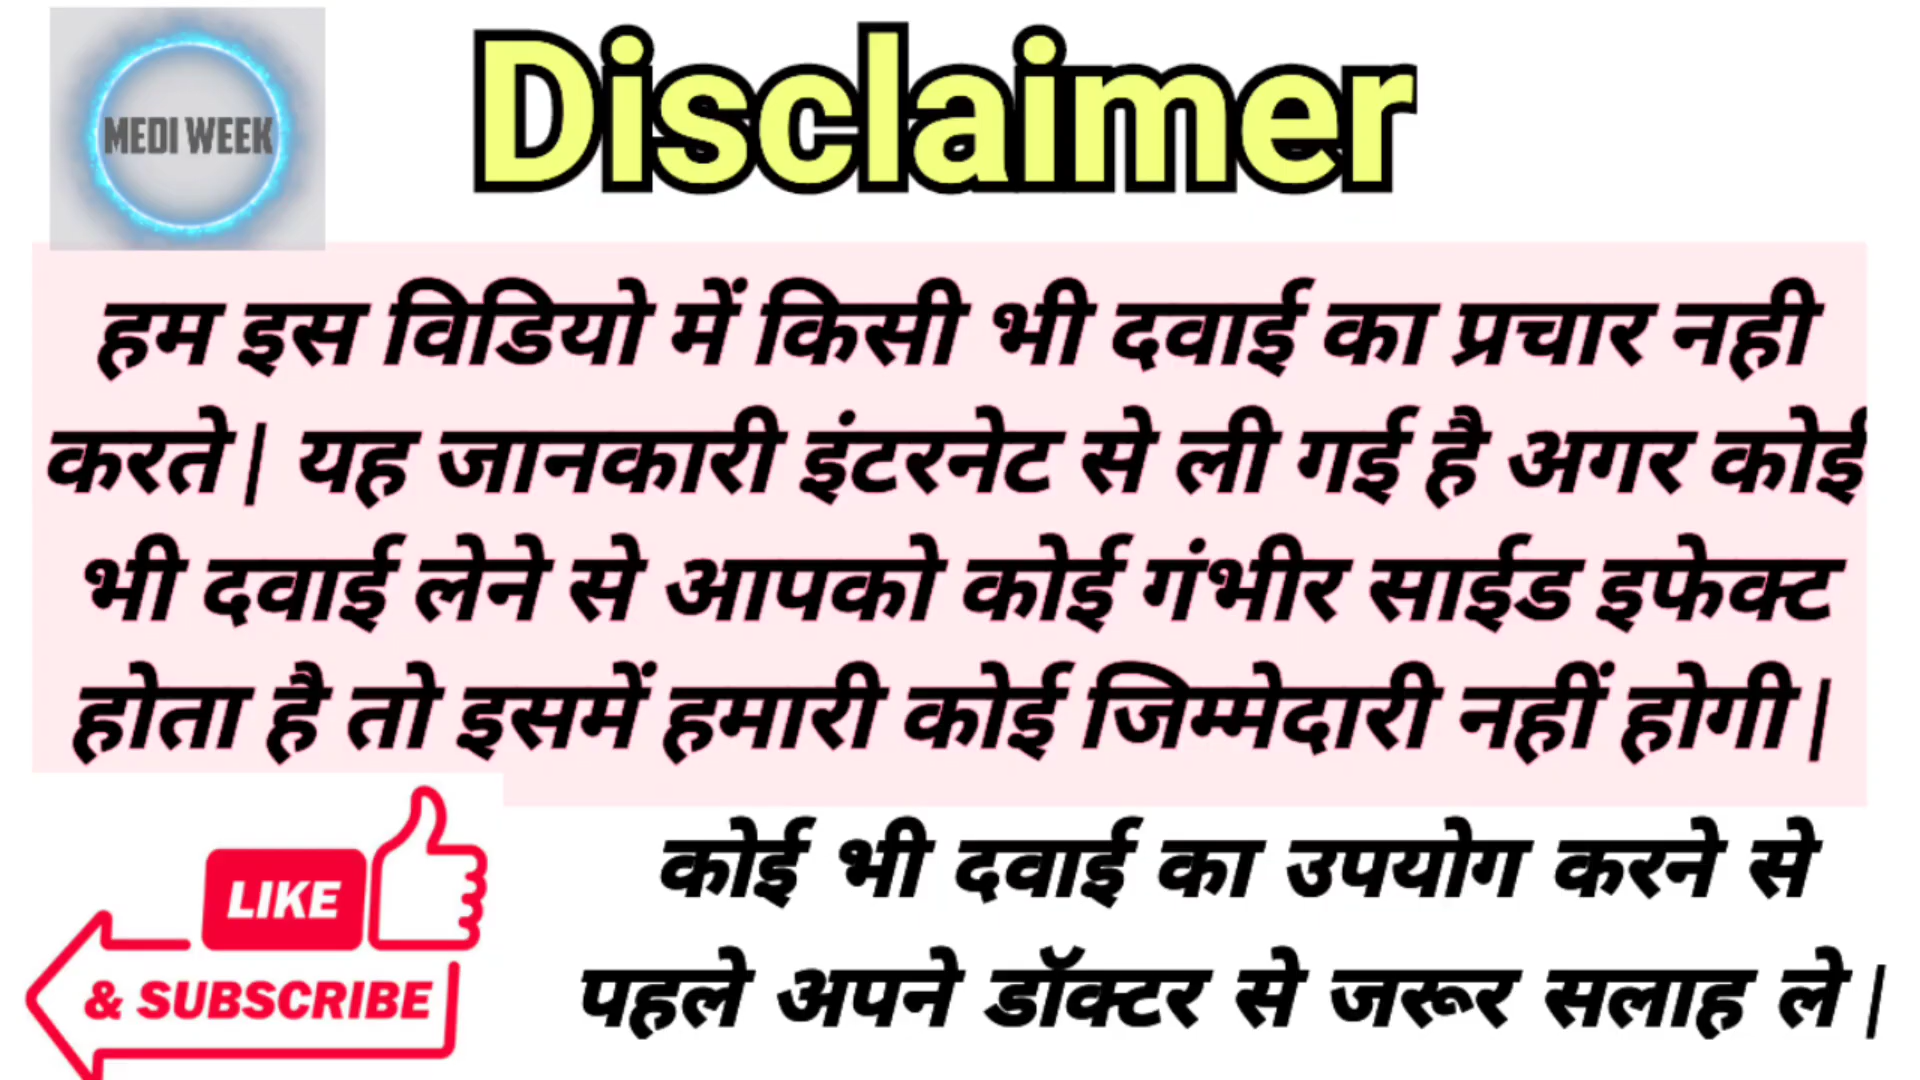 MEDI WEEK
Disclaimer
हम इस विडियो में किसी भी दवाई का प्रचार नही
करते| यह जानकारी इंटरनेट से ली गई है अगर कोई
भी दवाई लेने से आपको कोई गंभीर साईड इफेक्ट
होता है तो इसमें हमारी कोई जिम्मेदारी नहीं होगी|
LIKE
& SUBSCRIBE
कोई भी दवाई का उपयोग करने से
पहले अपने डॉक्टर से जरूर सलाह ले|